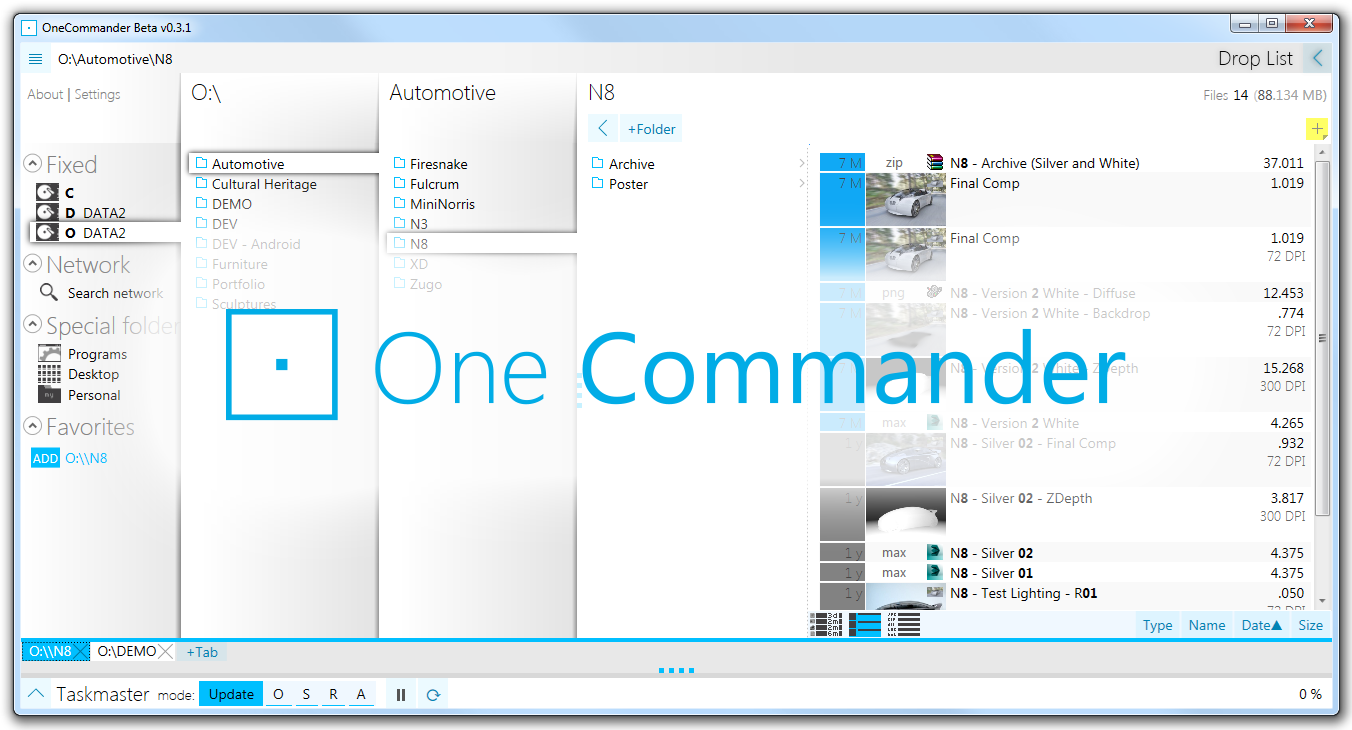 OneCommander Beta v0.3.1
O:\Automotive\N8
Drop List
About | Settings
O:\
Automotive
N8
Files 14 (88.134 MB)
+Folder
Fixed
C
D DATA2
O DATA2
Network
Search network
Special folder
Programs
Desktop
my
Personal
Favorites
ADD O:\\N8
Automotive
Cultural Heritage
DEMO
DEV
DEV - Android
Furniture
Portfolio
Sculptures
Firesnake
Fulcrum
MiniNorris
N3
N8
XD
Zugo
Archive
Poster
7 M zip N8 - Archive (Silver and White) 37.011
7 M Final Comp 1.019
7 M Final Comp 1.019
72 DPI
7 M png N8 - Version 2 White - Diffuse 12.453
7 M N8 - Version 2 White - Backdrop .774
72 DPI
7 M N8 - Version 2 White - ZDepth 15.268
300 DPI
7 M max N8 - Version 2 White 4.265
1 y N8 - Silver 02 - Final Comp .932
72 DPI
1 y N8 - Silver 02 - ZDepth 3.817
300 DPI
1 y max N8 - Silver 02 4.375
1 y max N8 - Silver 01 4.375
1 y N8 - Test Lighting - R01 .050
72 DPI
One Commander
Type Name Date▲ Size
O:\\N8 O:\DEMO +Tab
Taskmaster mode: Update O S R A
0 %